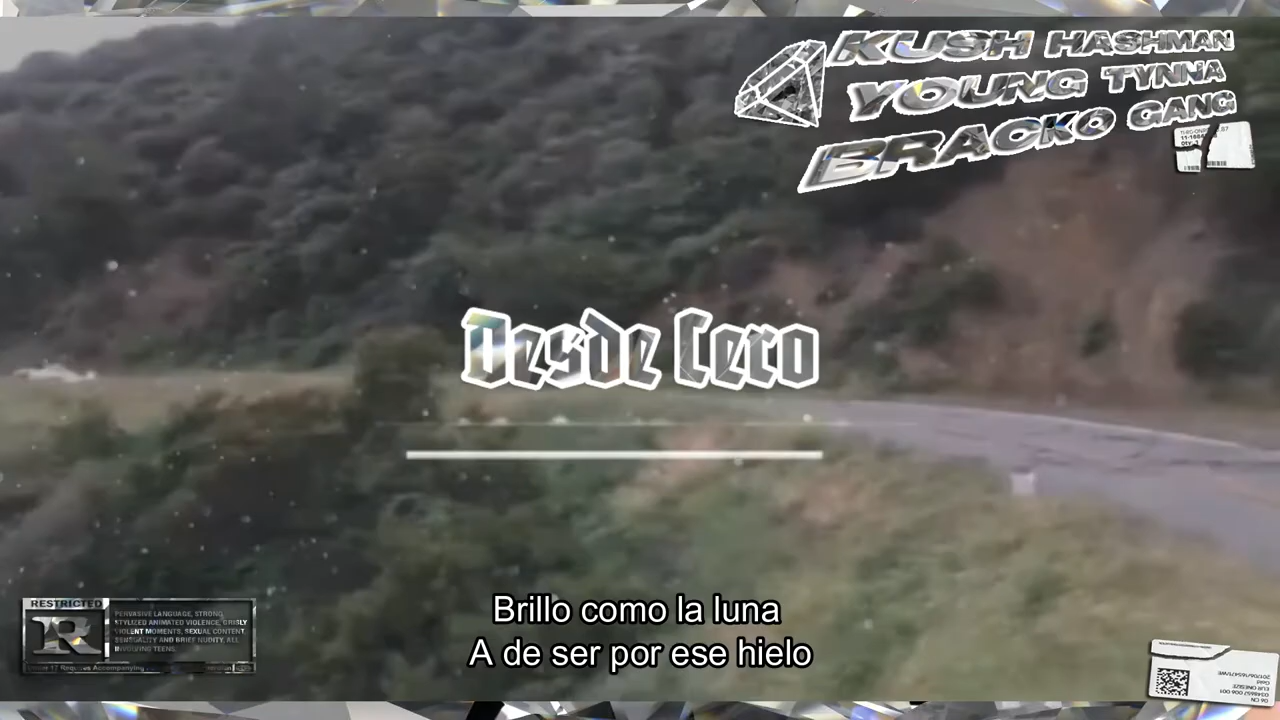 KUSH HASHMAN
YOUNG TYNNA
BRACKO GANG
Desde Cero
RESTRICTED
R
PERVASIVE LANGUAGE, STRONG
STYLIZED ANIMATED VIOLENCE, GRISLY
VIOLENT MOMENTS, SEXUAL CONTENT
SENSUALITY AND BRIEF NUDITY, ALL
INVOLVING TEENS.
Brillo como la luna
A de ser por ese hielo